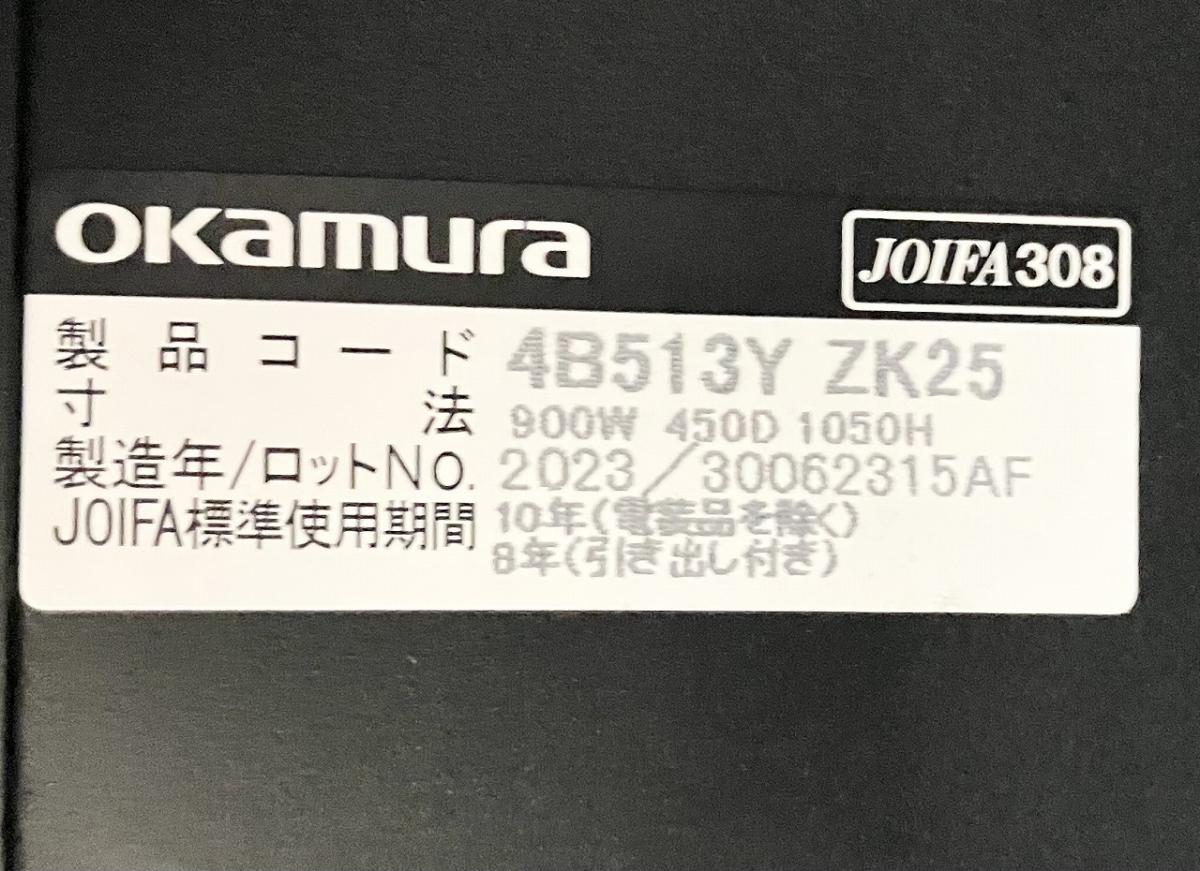 okamura
JOIFA308
製品コード 4B513Y ZK25
寸法 900W 450D 1050H
製造年/ロットNo. 2023/30062315AF
JOIFA標準使用期間 10年(電装品を除く)
8年(引き出し付き)